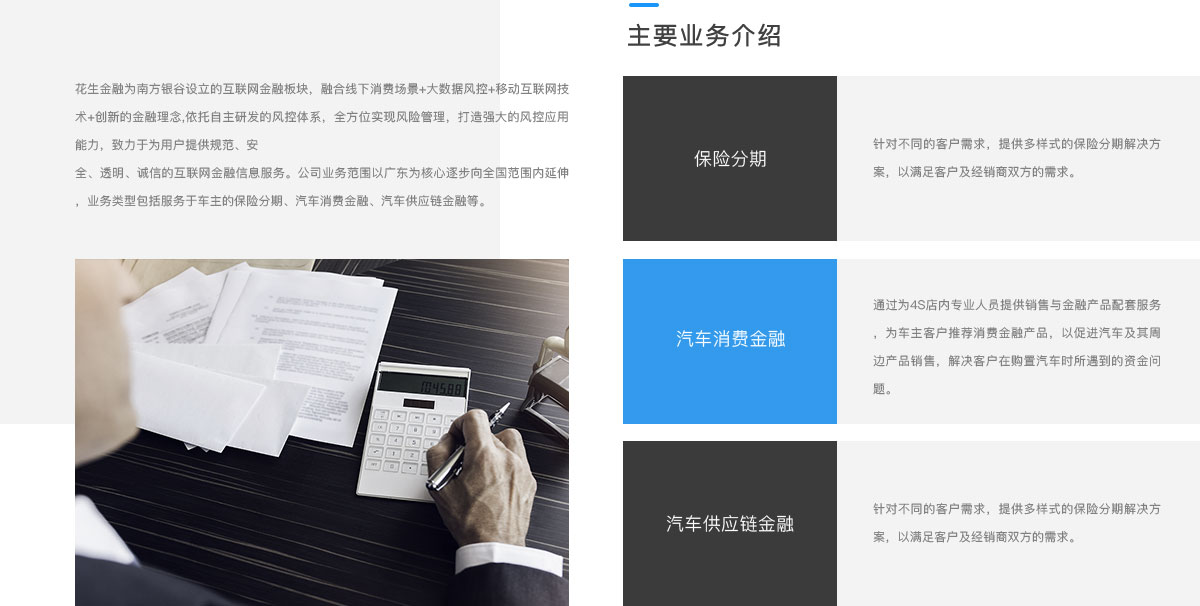 花生金融为南方银谷设立的互联网金融板块，融合线下消费场景+大数据风控+移动互联网技
术+创新的金融理念,依托自主研发的风控体系，全方位实现风险管理，打造强大的风控应用
能力，致力于为用户提供规范、安
全、透明、诚信的互联网金融信息服务。公司业务范围以广东为核心逐步向全国范围内延伸
，业务类型包括服务于车主的保险分期、汽车消费金融、汽车供应链金融等。
主要业务介绍
保险分期
针对不同的客户需求，提供多样式的保险分期解决方
案，以满足客户及经销商双方的需求。
汽车消费金融
通过为4S店内专业人员提供销售与金融产品配套服务
，为车主客户推荐消费金融产品，以促进汽车及其周
边产品销售，解决客户在购置汽车时所遇到的资金问
题。
汽车供应链金融
针对不同的客户需求，提供多样式的保险分期解决方
案，以满足客户及经销商双方的需求。